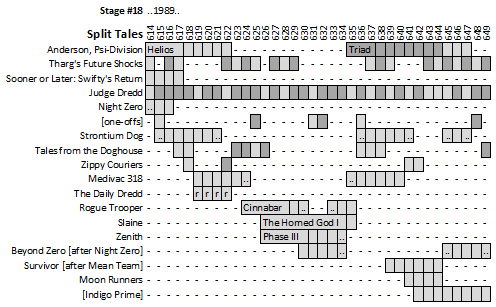 Stage #18 ..1989..
Split Tales 614 615 616 617 618 619 620 621 622 623 624 625 626 627 628 629 630 631 632 633 634 635 636 637 638 639 640 641 642 643 644 645 646 647 648 649
Anderson, Psi-Division Helios Triad
Tharg's Future Shocks
Sooner or Later: Swifty's Return
Judge Dredd
Night Zero ..
[one-offs] ..
Strontium Dog .. .. ..
Tales from the Doghouse
Zippy Couriers
Medivac 318 ..
The Daily Dredd r r r r
Rogue Trooper Cinnabar .. ..
Slaine The Horned God I
Zenith Phase III ..
Beyond Zero [after Night Zero] .. ..
Survivor [after Mean Team]
Moon Runners
[Indigo Prime]